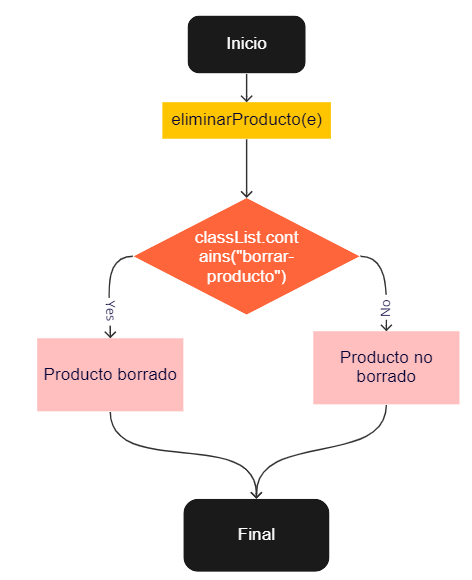 Inicio
eliminarProducto(e)
classList.cont
ains("borrar-
producto")
Yes
No
Producto borrado
Producto no
borrado
Final